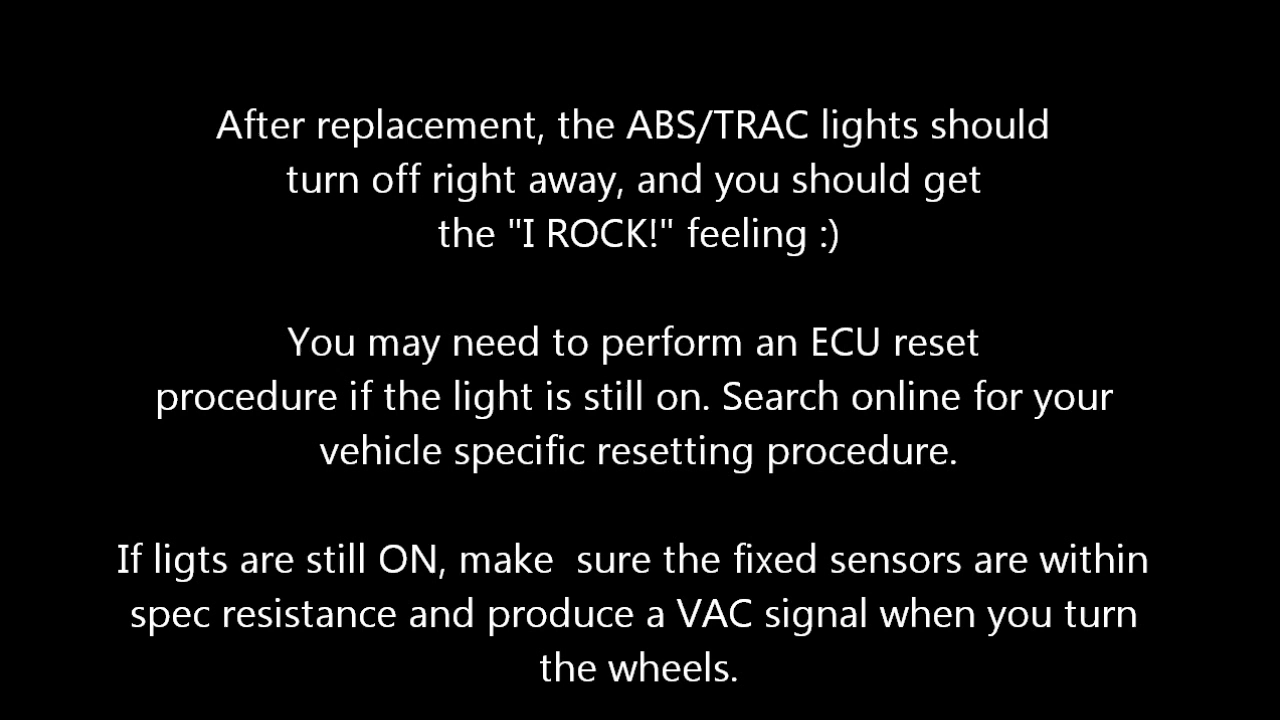 After replacement, the ABS/TRAC lights should
turn off right away, and you should get
the "I ROCK!" feeling :)
You may need to perform an ECU reset
procedure if the light is still on. Search online for your
vehicle specific resetting procedure.
If ligts are still ON, make  sure the fixed sensors are within
spec resistance and produce a VAC signal when you turn
the wheels.